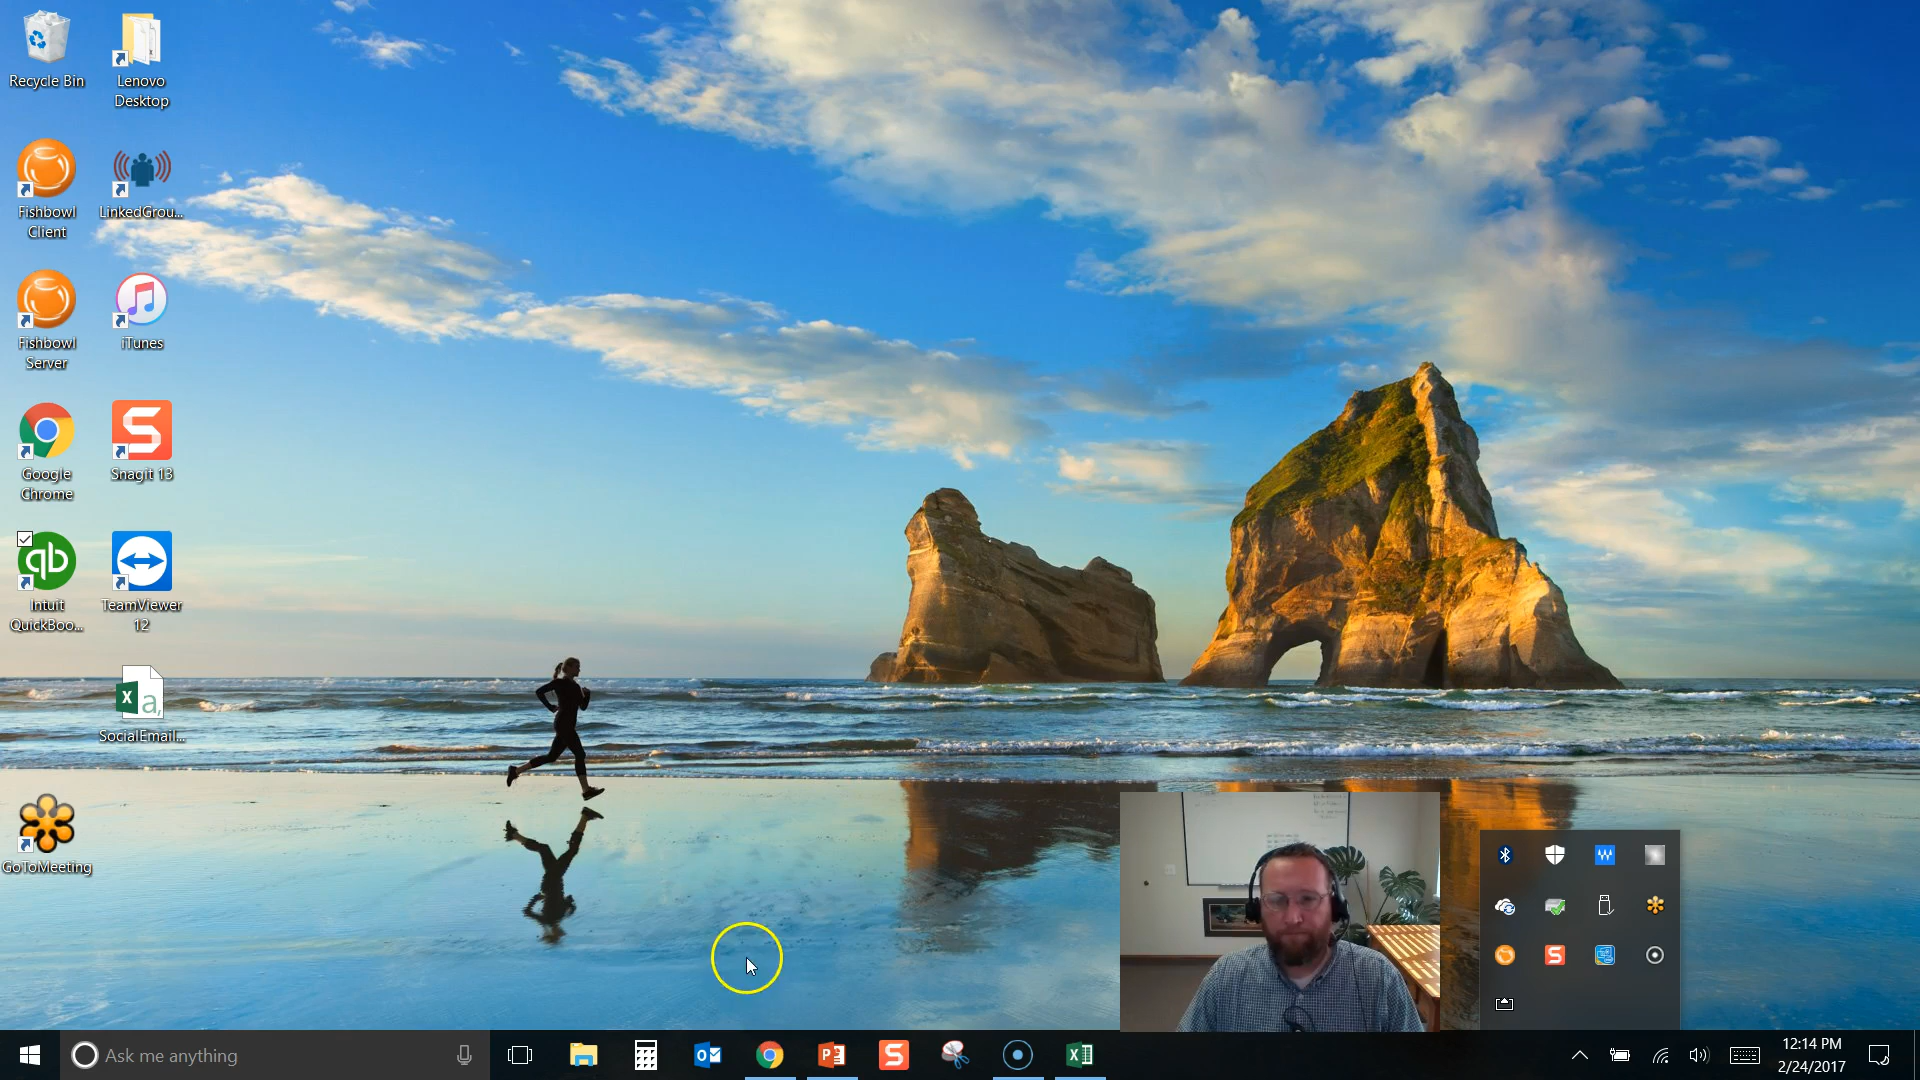 Recycle Bin
Lenovo
Desktop
Fishbowl
Client
LinkedGrou...
Fishbowl
Server
iTunes
Google
Chrome
S
Snagit 13
qb
Intuit
QuickBoo...
TeamViewer
12
X a,
SocialEmail...
GoToMeeting
Ask me anything
12:14 PM
2/24/2017